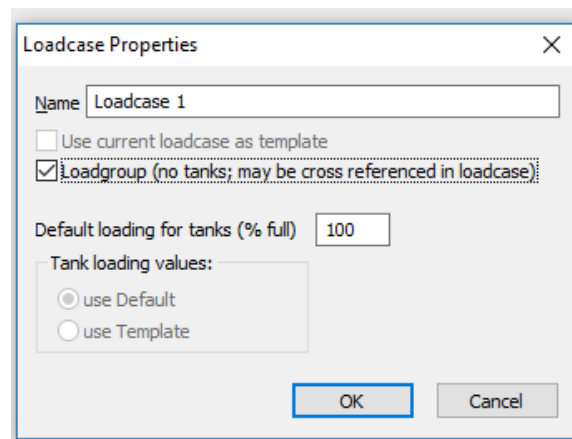 Loadcase Properties
Name Loadcase 1
Use current loadcase as template
Loadgroup (no tanks; may be cross referenced in loadcase)
Default loading for tanks (% full) 100
Tank loading values:
use Default
use Template
OK Cancel